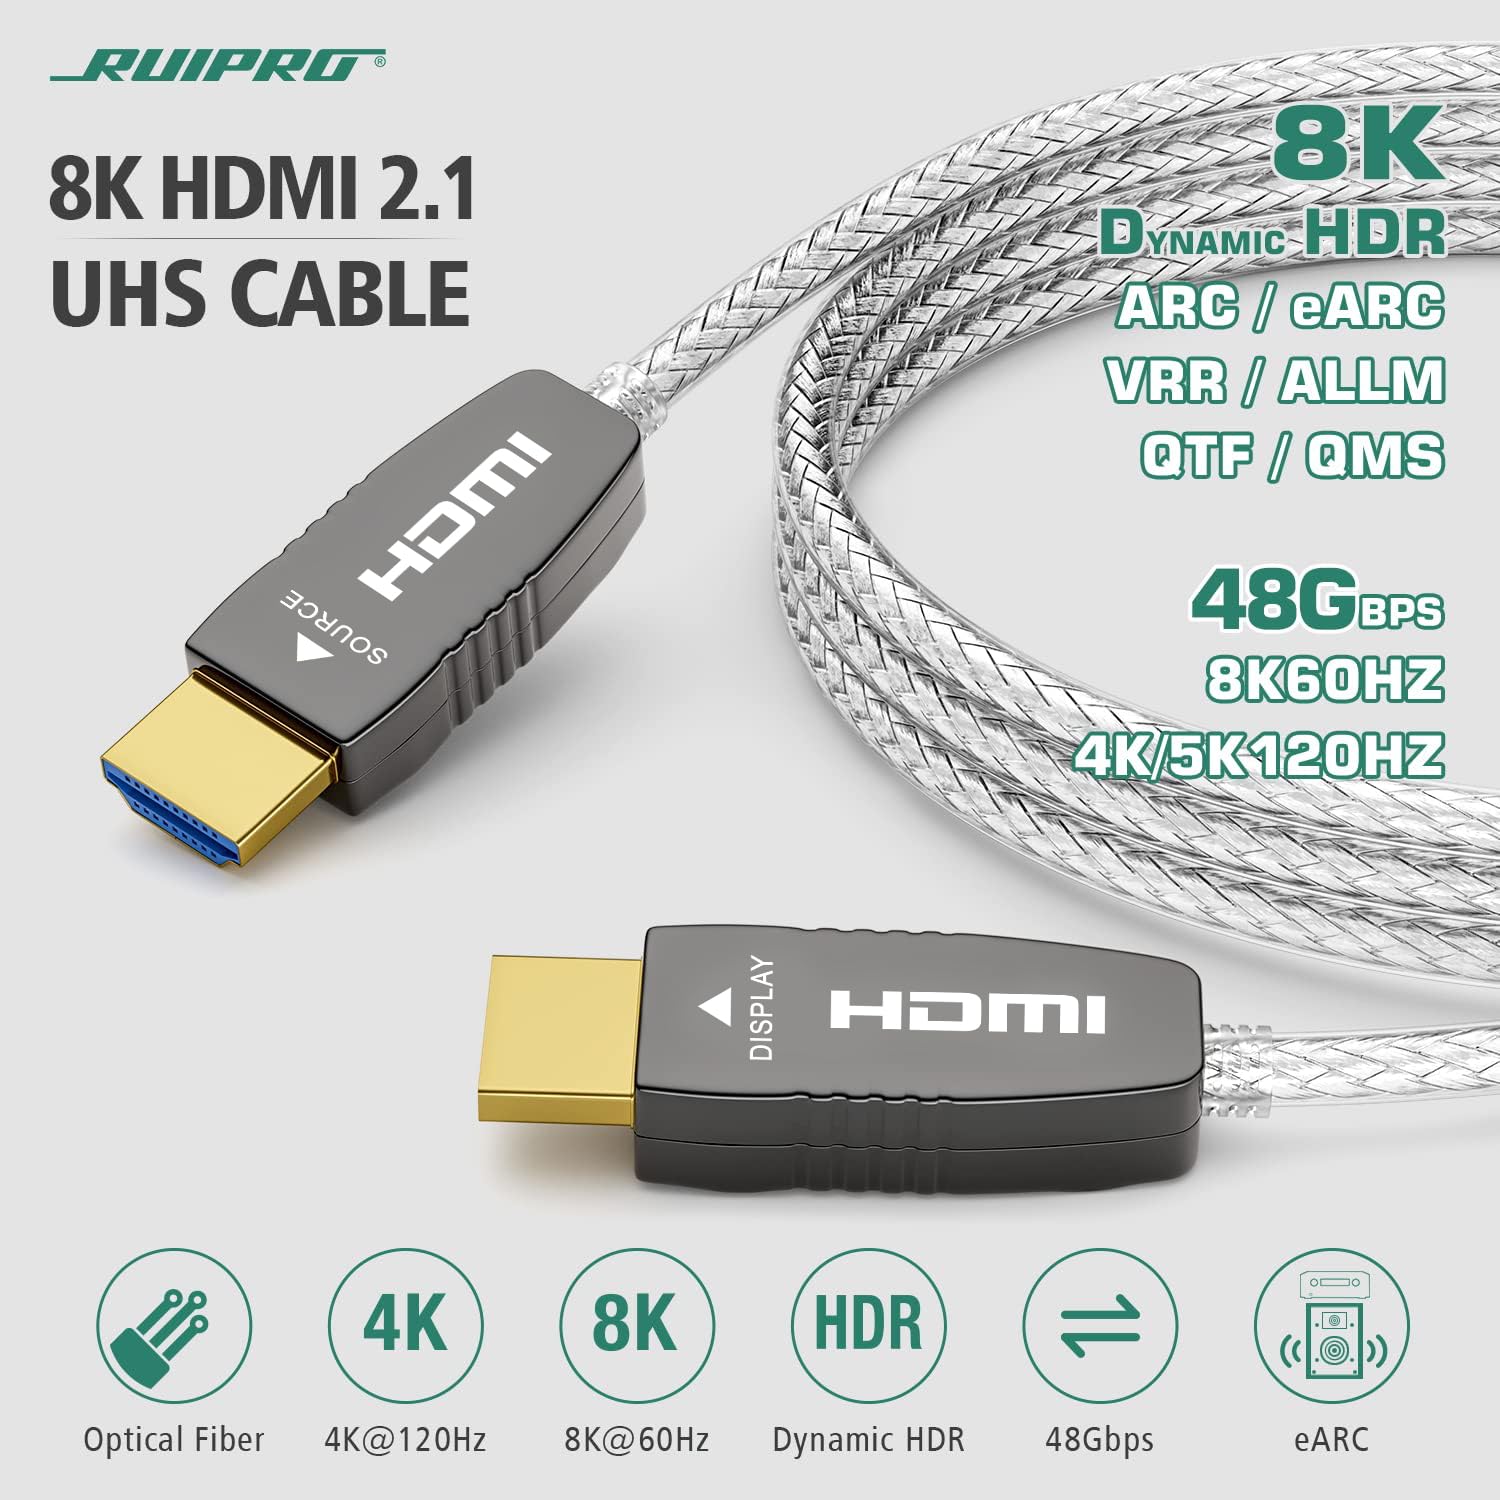 RUIPRO®
8K HDMI 2.1
UHS CABLE
8K
DYNAMIC HDR
ARC / eARC
VRR / ALLM
QTF / QMS
48GBPS
8K60HZ
4K/5K120HZ
HDMI
SOURCE
DISPLAY
HDMI
4K
8K
HDR
Optical Fiber
4K@120Hz
8K@60Hz
Dynamic HDR
48Gbps
eARC